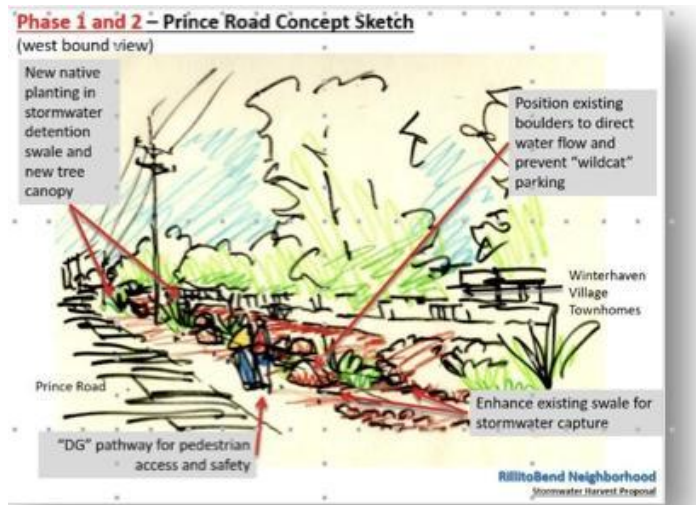 Phase 1 and 2 – Prince Road Concept Sketch
(west bound view)
New native
planting in
stormwater
detention
swale and
new tree
canopy
Position existing
boulders to direct
water flow and
prevent "wildcat"
parking
Winterhaven
Village
Townhomes
Prince Road
Enhance existing swale for
stormwater capture
"DG" pathway for pedestrian
access and safety
RillitoBend Neighborhood
Stormwater Harvest Proposal